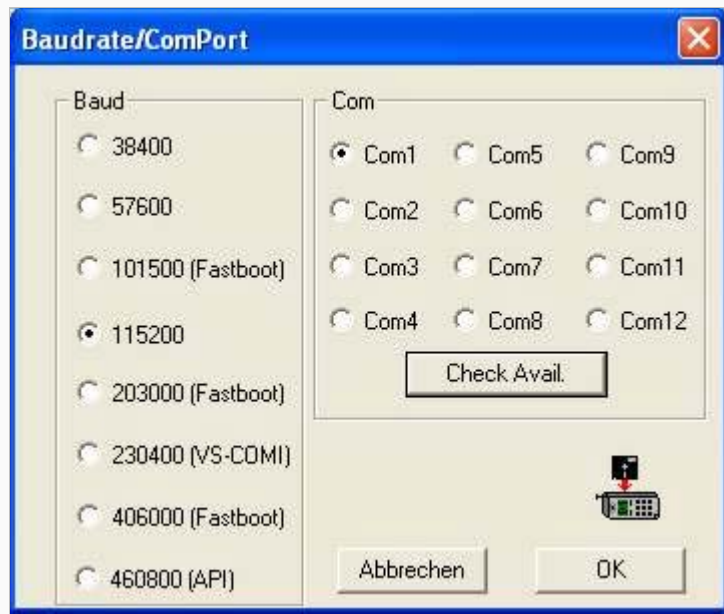 Baudrate/ComPort
Baud
38400
57600
101500 (Fastboot)
115200
203000 (Fastboot)
230400 (VS-COMI)
406000 (Fastboot)
460800 (API)
Com
Com1 Com5 Com9
Com2 Com6 Com10
Com3 Com7 Com11
Com4 Com8 Com12
Check Avail.
Abbrechen OK